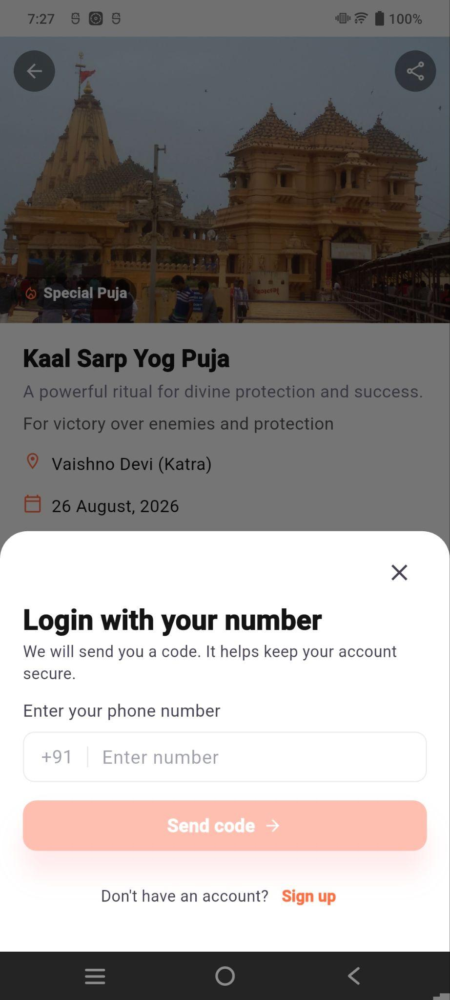 7:27
100%
Special Puja
Kaal Sarp Yog Puja
A powerful ritual for divine protection and success.
For victory over enemies and protection
Vaishno Devi (Katra)
26 August, 2026
Login with your number
We will send you a code. It helps keep your account
secure.
Enter your phone number
+91
Enter number
Send code
Don't have an account? Sign up